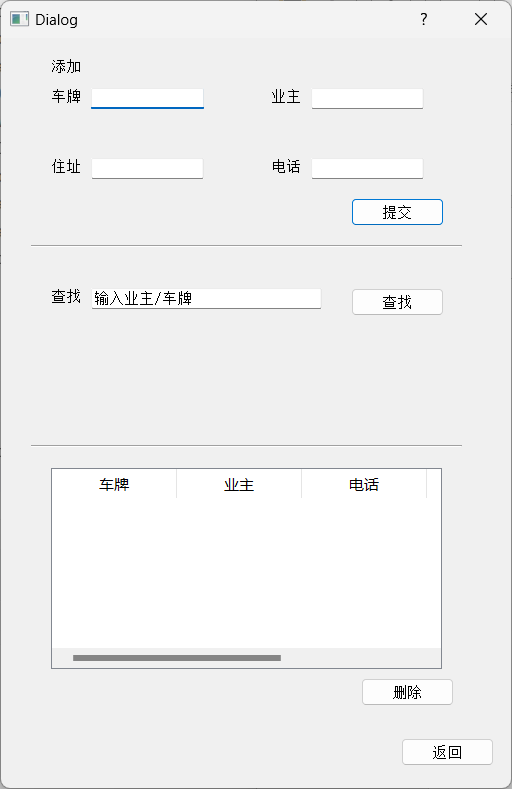 Dialog ?
添加
车牌 业主
住址 电话
提交
查找 输入业主/车牌 查找
车牌 业主 电话
删除
返回